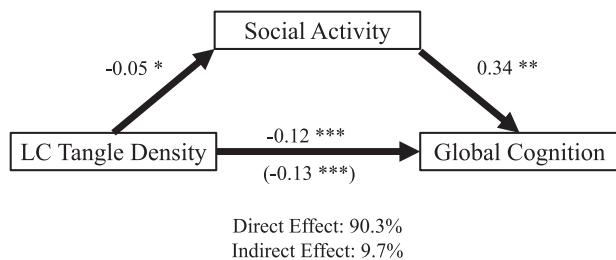 Social Activity
-0.05 *
0.34 **
LC Tangle Density
-0.12 ***
(-0.13 ***)
Global Cognition
Direct Effect: 90.3%
Indirect Effect: 9.7%